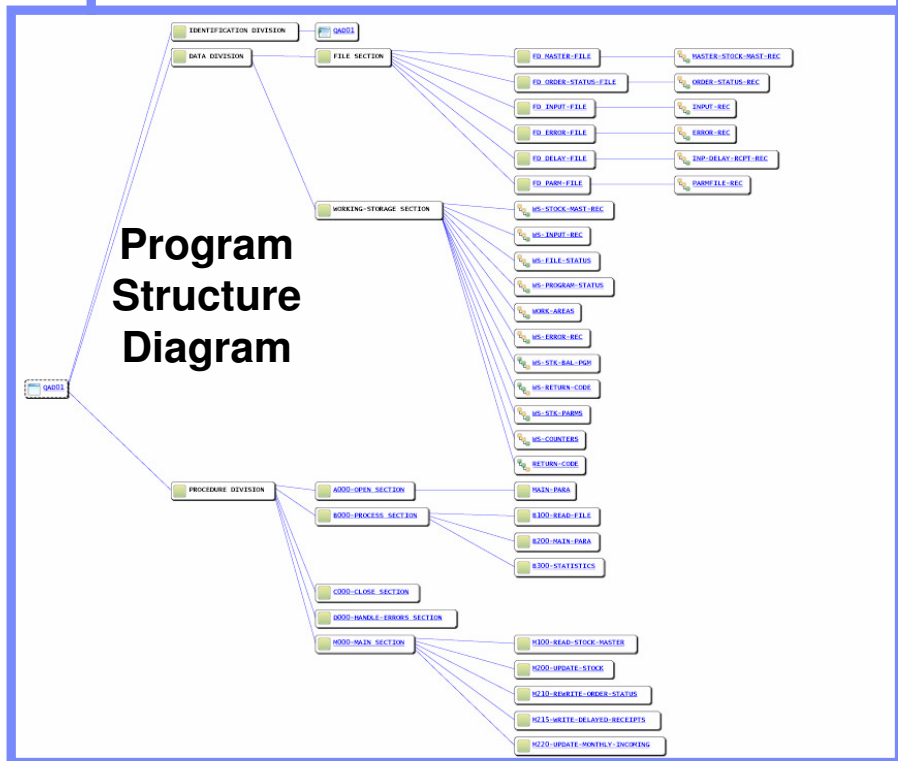 IDENTIFICATION DIVISION QAD01
DATA DIVISION FILE SECTION FD MASTER-FILE MASTER-STOCK-MAST-REC
FD ORDER-STATUS-FILE ORDER-STATUS-REC
FD INPUT-FILE INPUT-REC
FD ERROR-FILE ERROR-REC
FD DELAY-FILE INP-DELAY-RCPT-REC
FD PARM-FILE PARMFILE-REC
WORKING-STORAGE SECTION WS-STOCK-MAST-REC
WS-INPUT-REC
WS-FILE-STATUS
WS-PROGRAM-STATUS
WORK-AREAS
WS-ERROR-REC
WS-STK-BAL-PGM
WS-RETURN-CODE
WS-STK-PARMS
WS-COUNTERS
RETURN-CODE
Program
Structure
Diagram
QAD01
PROCEDURE DIVISION A000-OPEN SECTION MAIN-PARA
B000-PROCESS SECTION B100-READ-FILE
B200-MAIN-PARA
B300-STATISTICS
C000-CLOSE SECTION
D000-HANDLE-ERRORS SECTION
M000-MAIN SECTION M100-READ-STOCK-MASTER
M200-UPDATE-STOCK
M210-REWRITE-ORDER-STATUS
M215-WRITE-DELAYED-RECEIPTS
M220-UPDATE-MONTHLY-INCOMING